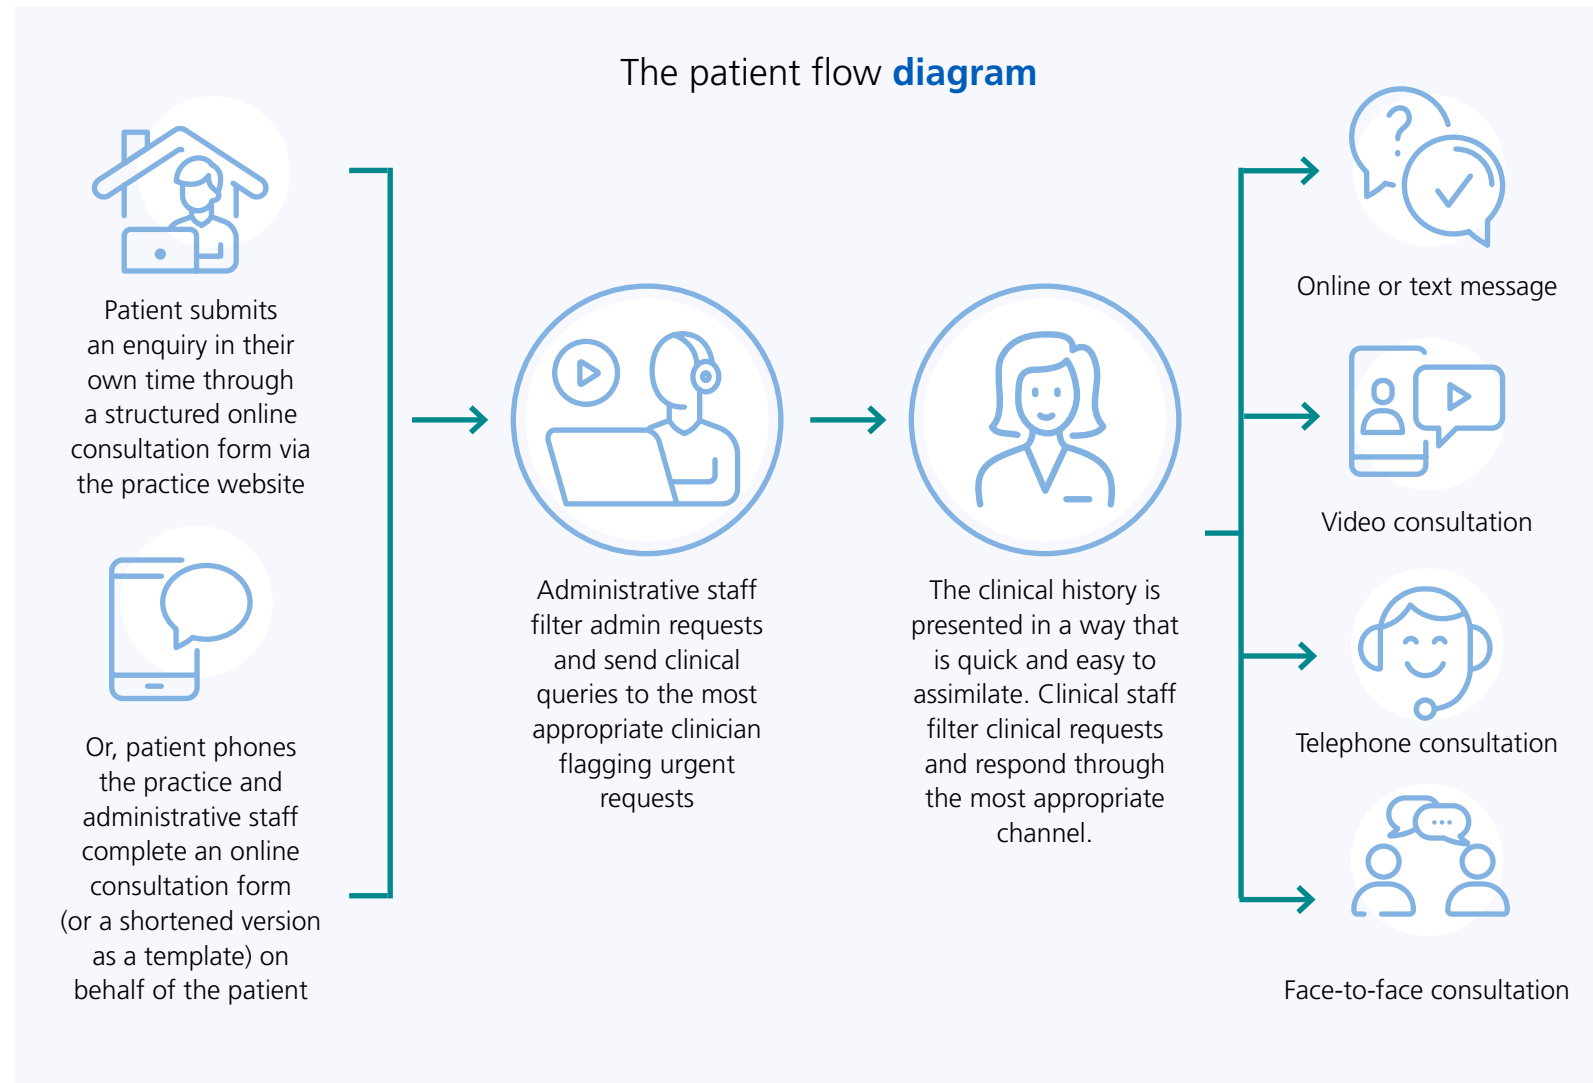 The patient flow diagram
Patient submits
an enquiry in their
own time through
a structured online
consultation form via
the practice website
Or, patient phones
the practice and
administrative staff
complete an online
consultation form
(or a shortened version
as a template) on
behalf of the patient
Administrative staff
filter admin requests
and send clinical
queries to the most
appropriate clinician
flagging urgent
requests
The clinical history is
presented in a way that
is quick and easy to
assimilate. Clinical staff
filter clinical requests
and respond through
the most appropriate
channel.
Online or text message
Video consultation
Telephone consultation
Face-to-face consultation